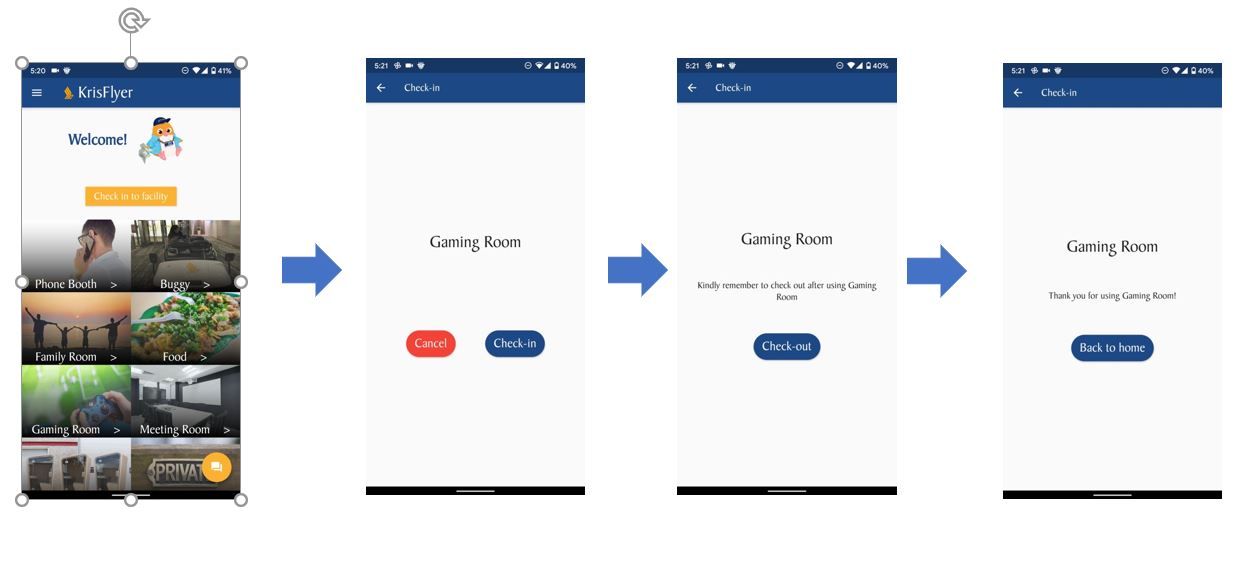 5:20
41%
KrisFlyer
Welcome!
Check in to facility
Phone Booth >
Buggy >
Family Room >
Food >
Gaming Room >
Meeting Room >
PRIVAT
5:21
40%
Check-in
Gaming Room
Cancel
Check-in
5:21
40%
Check-in
Gaming Room
Kindly remember to check out after using Gaming
Room
Check-out
5:21
40%
Check-in
Gaming Room
Thank you for using Gaming Room!
Back to home